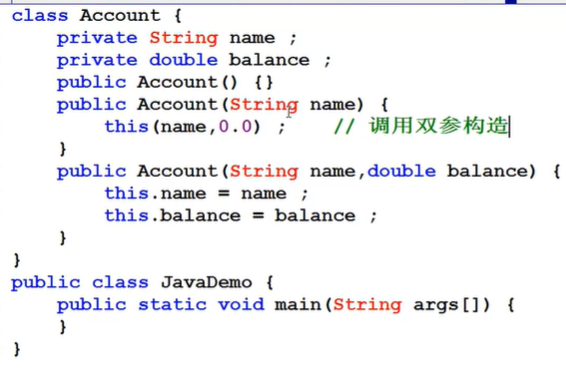 class Account {
    private String name ;
    private double balance ;
    public Account() {}
    public Account(String name) {
        this(name,0.0) ;    // 调用双参构造
    }
    public Account(String name,double balance) {
        this.name = name ;
        this.balance = balance ;
    }
}
public class JavaDemo {
    public static void main(String args[]) {
    }
}